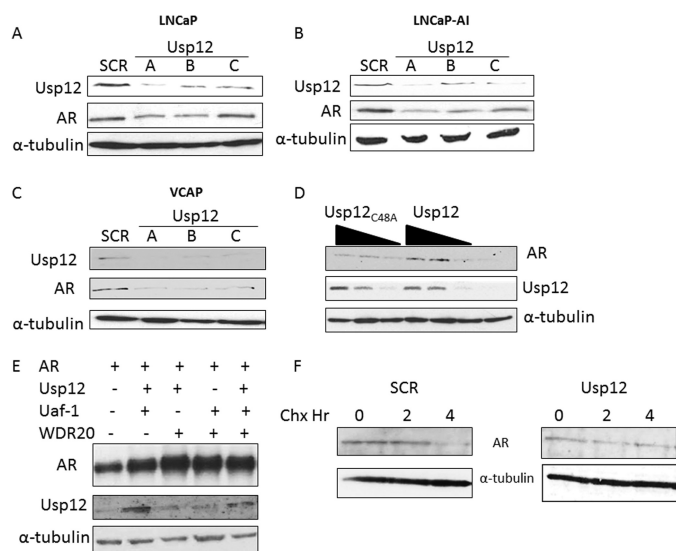 A
LNCaP
Usp12
SCR A B C
Usp12
AR
α-tubulin
B
LNCaP-AI
Usp12
SCR A B C
Usp12
AR
α-tubulin
C
VCAP
Usp12
SCR A B C
Usp12
AR
α-tubulin
D
Usp12C48A Usp12
AR
Usp12
α-tubulin
E
AR + + + + +
Usp12 - + + - +
Uaf-1 - + - + +
WDR20 - - + + +
AR
Usp12
α-tubulin
F
SCR Usp12
Chx Hr 0 2 4 0 2 4
AR
α-tubulin